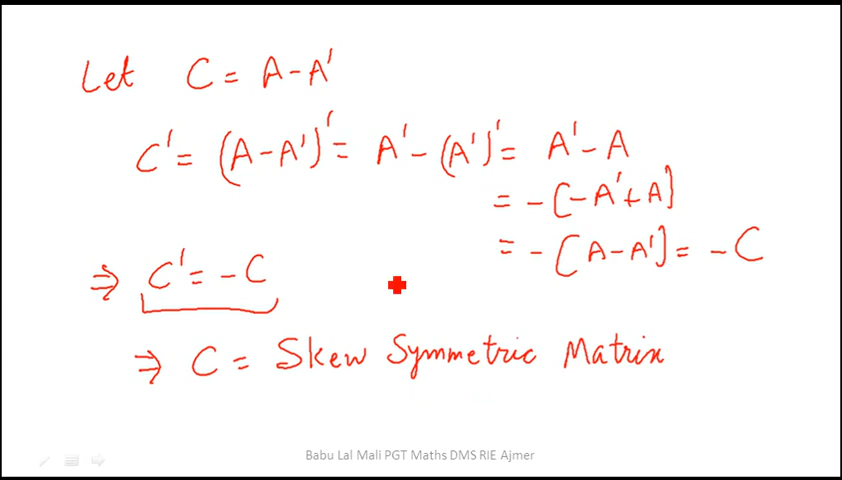 Let C = A - A'
C' = (A - A')' = A' - (A')' = A' - A
= - (-A' + A)
= - [A - A') = - C
⇒ C' = - C
⇒ C = Skew Symmetric Matrix
Babu Lal Mali PGT Maths DMS RIE Ajmer